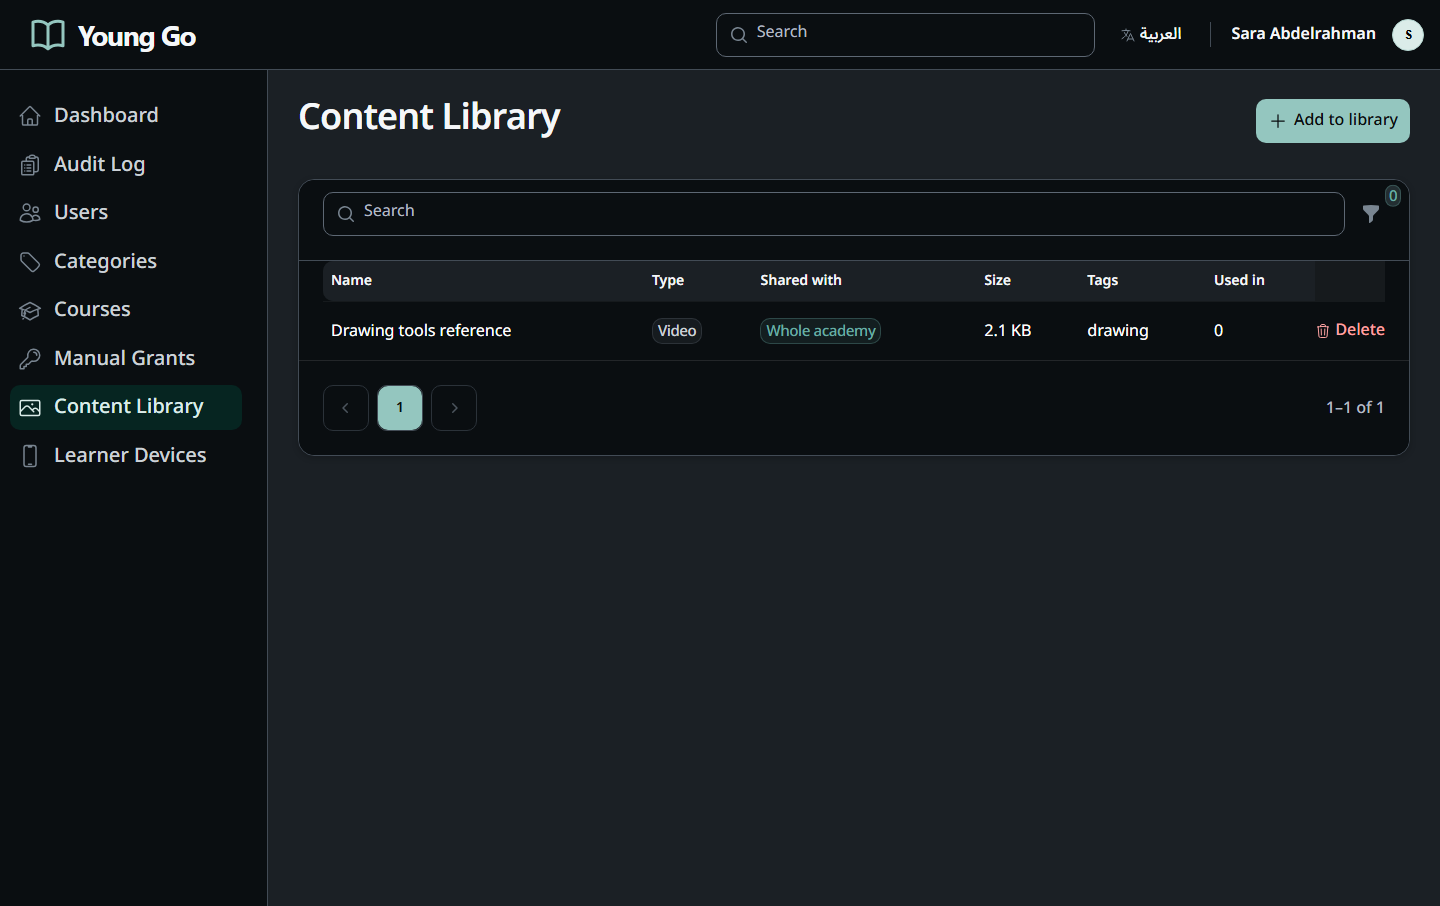 Young Go
Search
العربية
Sara Abdelrahman
S
Dashboard
Audit Log
Users
Categories
Courses
Manual Grants
Content Library
Learner Devices
Content Library
Add to library
Search
0
Name Type Shared with Size Tags Used in
Drawing tools reference Video Whole academy 2.1 KB drawing 0 Delete
1
1–1 of 1